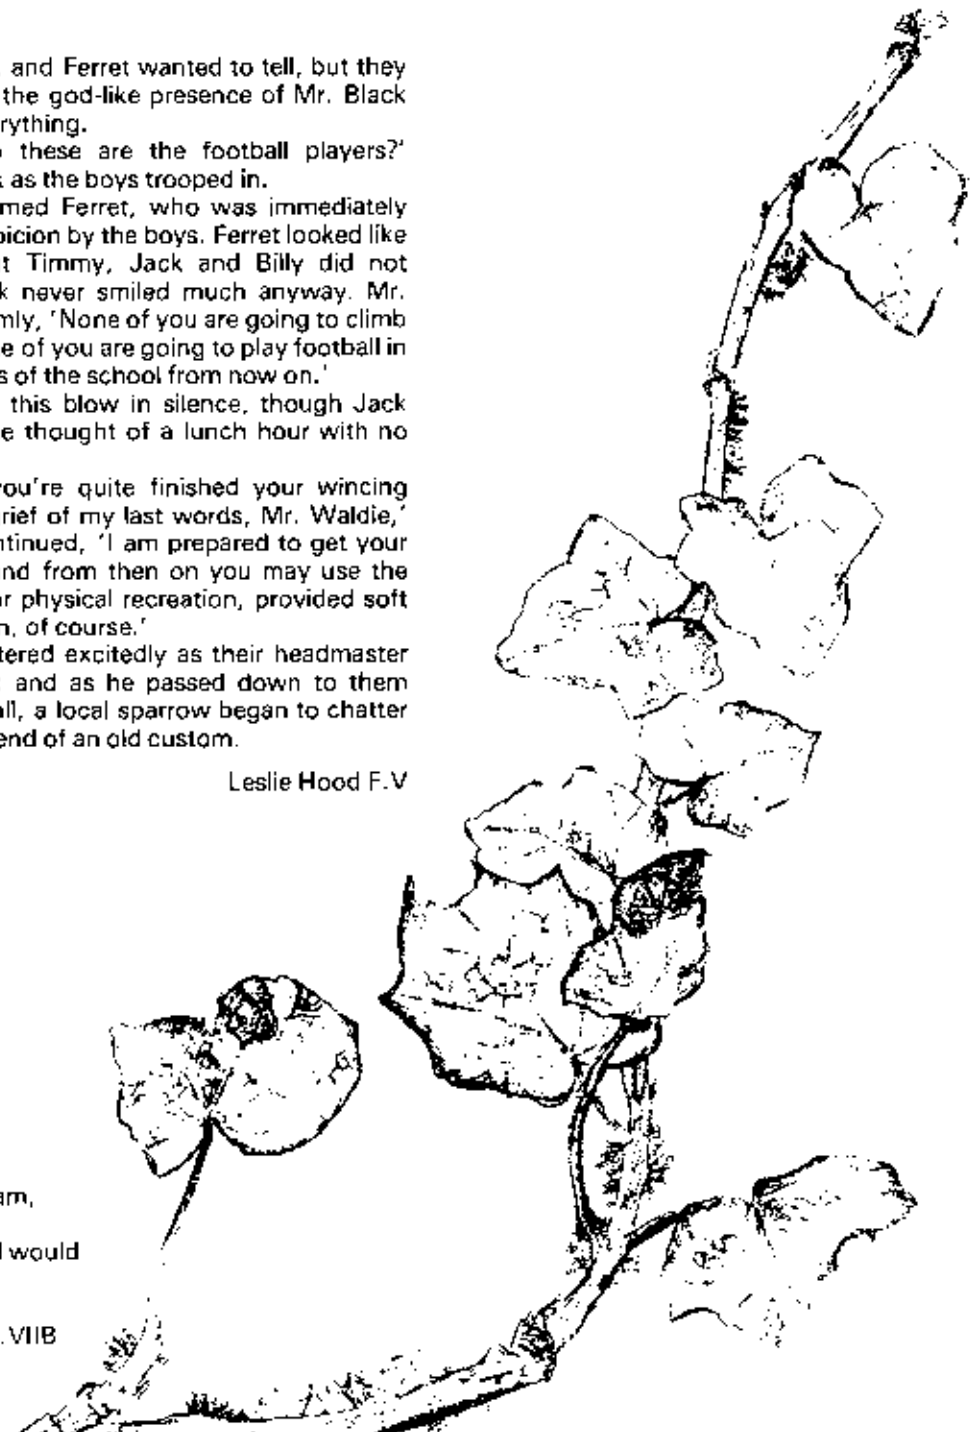 and Ferret wanted to tell, but they
the god-like presence of Mr. Black
rything.
these are the football players?'
as the boys trooped in.
med Ferret, who was immediately
picion by the boys. Ferret looked like
t Timmy, Jack and Billy did not
k never smiled much anyway. Mr.
mly, 'None of you are going to climb
e of you are going to play football in
s of the school from now on.'
this blow in silence, though Jack
e thought of a lunch hour with no
you're quite finished your wincing
rief of my last words, Mr. Waldie,'
ntinued, 'I am prepared to get your
nd from then on you may use the
r physical recreation, provided soft
n, of course.'
tered excitedly as their headmaster
and as he passed down to them
all, a local sparrow began to chatter
end of an old custom.
Leslie Hood F.V
am,
I would
.VIIB